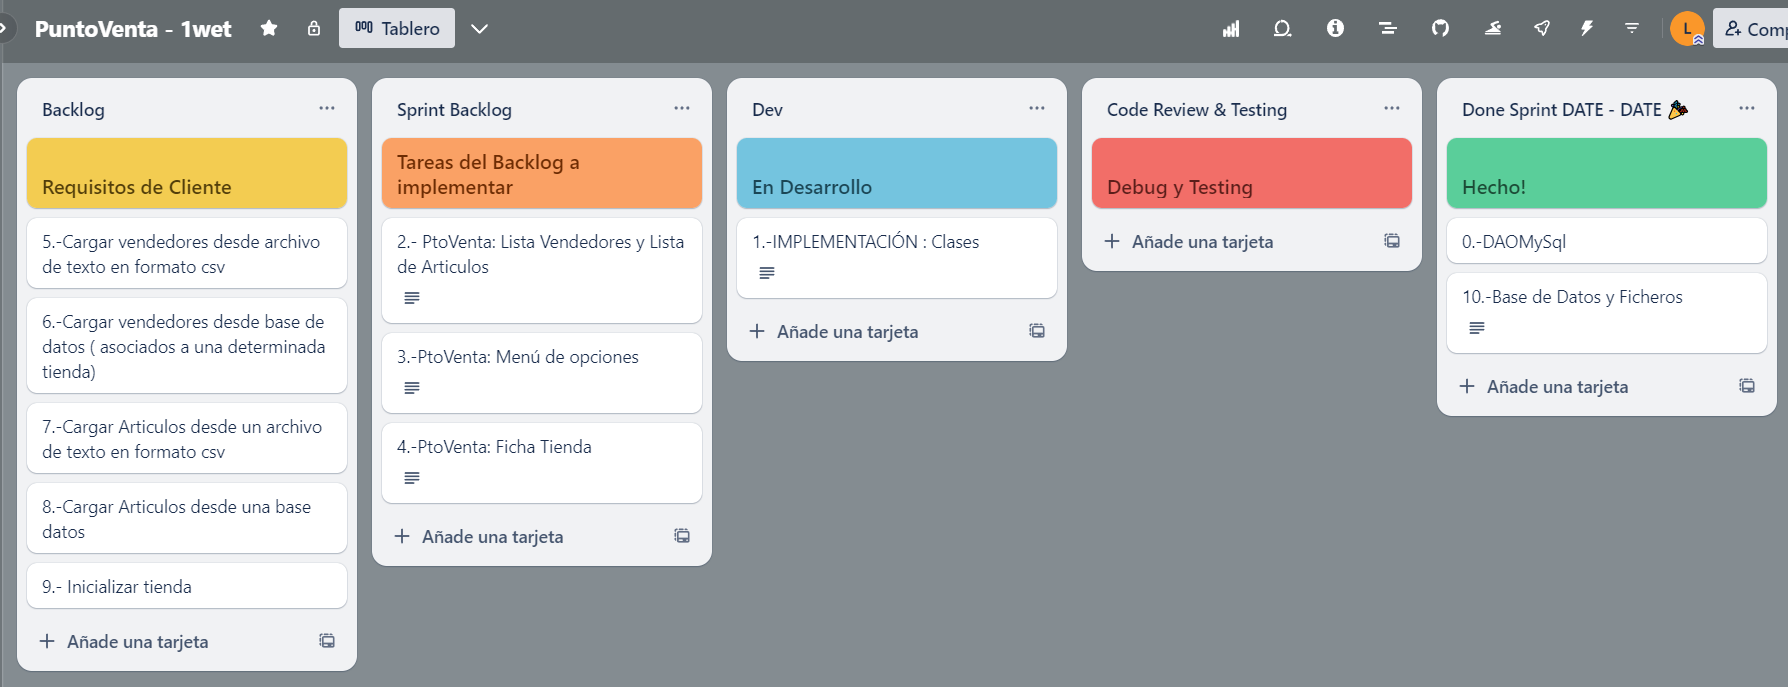 PuntoVenta - 1wet
Tablero
L
Backlog
Requisitos de Cliente
5.-Cargar vendedores desde archivo
de texto en formato csv
6.-Cargar vendedores desde base de
datos ( asociados a una determinada
tienda)
7.-Cargar Articulos desde un archivo
de texto en formato csv
8.-Cargar Articulos desde una base
datos
9.- Inicializar tienda
Añade una tarjeta
Sprint Backlog
Tareas del Backlog a
implementar
2.- PtoVenta: Lista Vendedores y Lista
de Articulos
3.-PtoVenta: Menú de opciones
4.-PtoVenta: Ficha Tienda
Añade una tarjeta
Dev
En Desarrollo
1.-IMPLEMENTACIÓN : Clases
Añade una tarjeta
Code Review & Testing
Debug y Testing
Añade una tarjeta
Done Sprint DATE - DATE 🎉
Hecho!
0.-DAOMySql
10.-Base de Datos y Ficheros
Añade una tarjeta